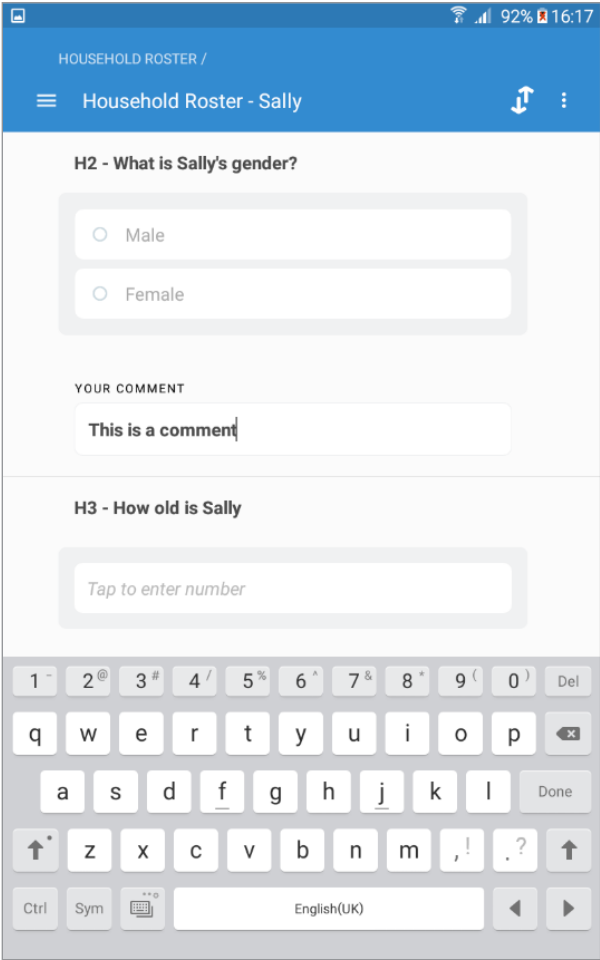 92% 16:17
HOUSEHOLD ROSTER /
Household Roster - Sally
H2 - What is Sally's gender?
Male
Female
YOUR COMMENT
This is a comment
H3 - How old is Sally
Tap to enter number
1 - 2 @ 3 # 4 / 5 % 6 ^ 7 & 8 * 9 ( 0 ) Del
q w e r t y u i o p
a s d f g h j k l Done
z x c v b n m , ! . ?
Ctrl Sym English(UK)